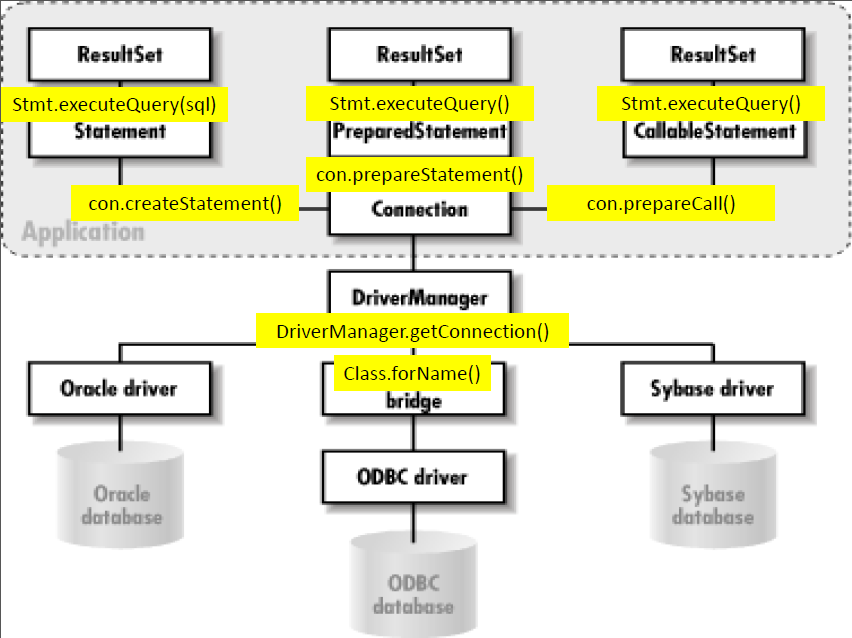 ResultSet
ResultSet
ResultSet
Stmt.executeQuery(sql)
Stmt.executeQuery()
Stmt.executeQuery()
Statement
PreparedStatement
CallableStatement
con.prepareStatement()
con.createStatement()
con.prepareCall()
Connection
Application
DriverManager
DriverManager.getConnection()
Class.forName()
Oracle driver
bridge
Sybase driver
ODBC driver
Oracle
database
Sybase
database
ODBC
database